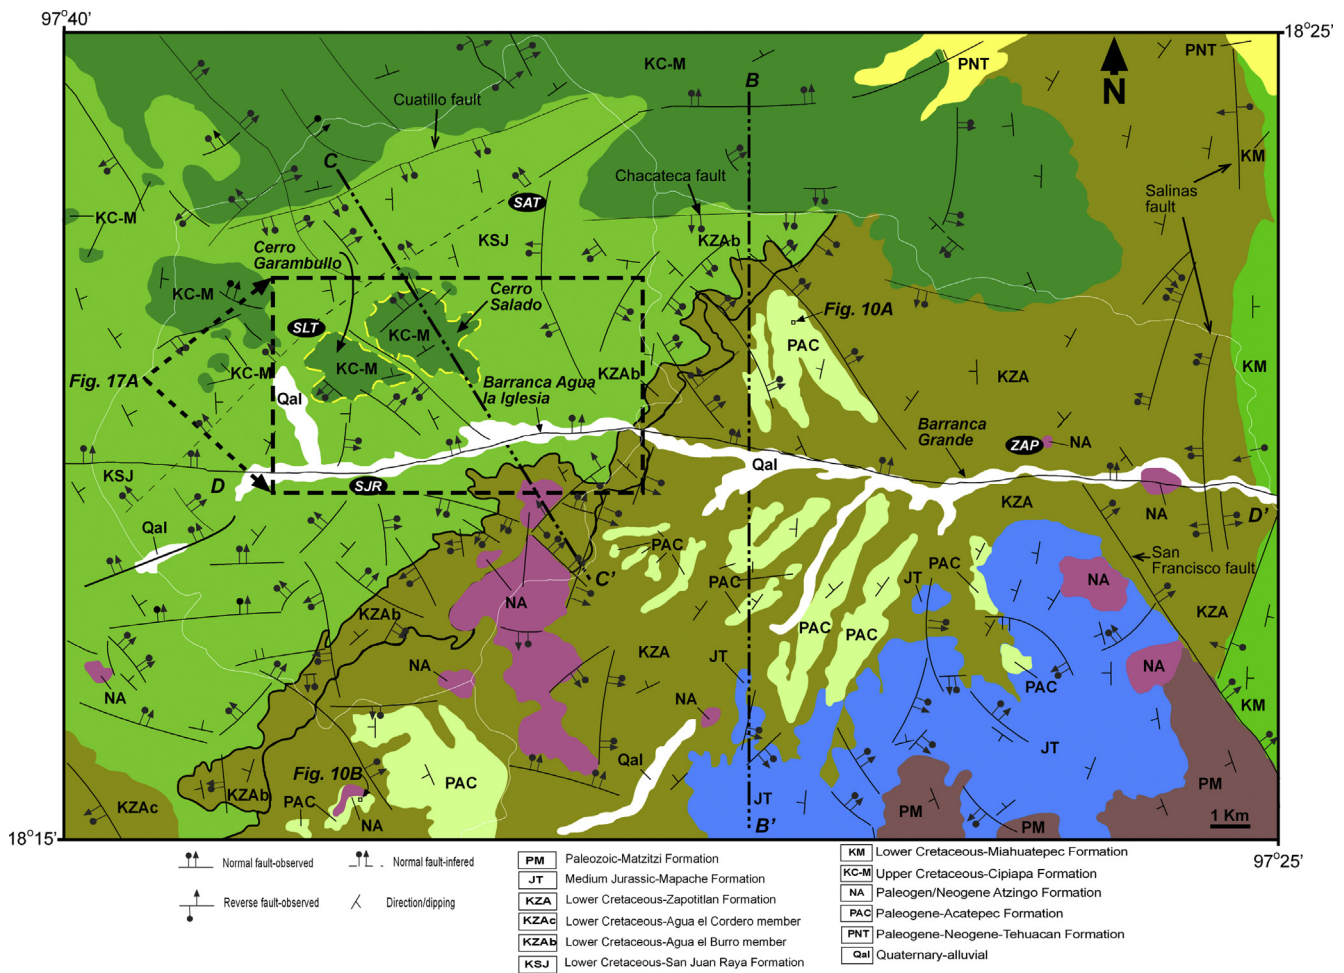 97°40'
18°25'
KC-M
PNT
PNT
B
N
Cuatillo fault
KM
C
Chacateca fault
Salinas
fault
SAT
KC-M
KSJ
KZAb
Cerro
Garambullo
KC-M
Cerro
Salado
Fig. 10A
SLT
KC-M
PAC
KM
Fig. 17A
KC-M
KC-M
KZAb
KZA
Barranca Agua
la Iglesia
Qal
Barranca
Grande
ZAP
NA
KSJ
D
Qal
SJR
KZA
NA
D'
Qal
PAC
San
Francisco fault
C'
PAC
JT
PAC
NA
NA
KZAb
KZA
PAC
PAC
KZA
JT
NA
NA
NA
PAC
NA
KM
Qal
JT
Fig. 10B
PAC
KZAc
KZAb
PAC
NA
JT
PM
PM
PM
1 Km
B'
18°15'
97°25'
Normal fault-observed
Normal fault-infered
Reverse fault-observed
Direction/dipping
PM Paleozoic-Matzitzi Formation
JT Medium Jurassic-Mapache Formation
KZA Lower Cretaceous-Zapotitlan Formation
KZAc Lower Cretaceous-Agua el Cordero member
KZAb Lower Cretaceous-Agua el Burro member
KSJ Lower Cretaceous-San Juan Raya Formation
KM Lower Cretaceous-Miahuatepec Formation
KC-M Upper Cretaceous-Cipiapa Formation
NA Paleogen/Neogene Atzingo Formation
PAC Paleogene-Acatepec Formation
PNT Paleogene-Neogene-Tehuacan Formation
Qal Quaternary-alluvial